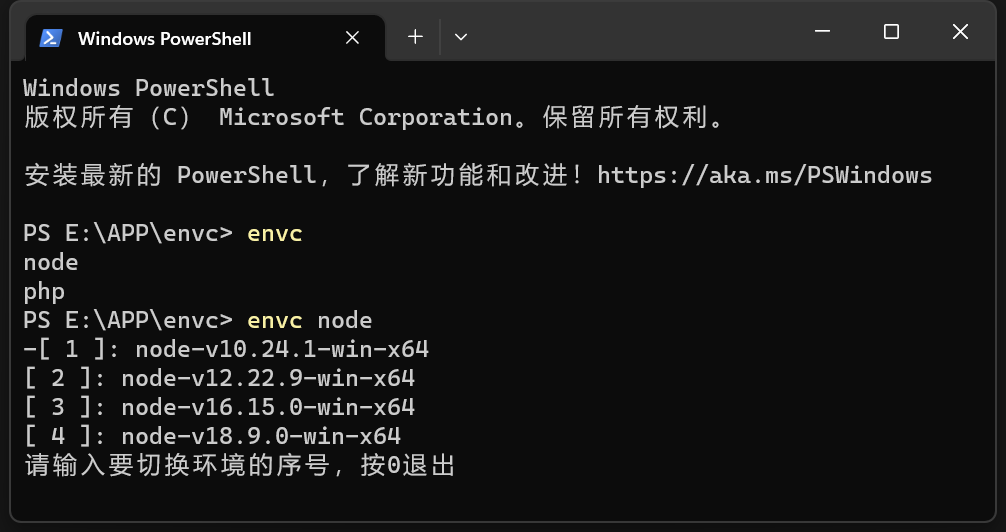 Windows PowerShell
Windows PowerShell
版权所有（C） Microsoft Corporation。保留所有权利。
安装最新的 PowerShell，了解新功能和改进！https://aka.ms/PSWindows
PS E:\APP\envc> envc
node
php
PS E:\APP\envc> envc node
-[ 1 ]: node-v10.24.1-win-x64
[ 2 ]: node-v12.22.9-win-x64
[ 3 ]: node-v16.15.0-win-x64
[ 4 ]: node-v18.9.0-win-x64
请输入要切换环境的序号，按0退出